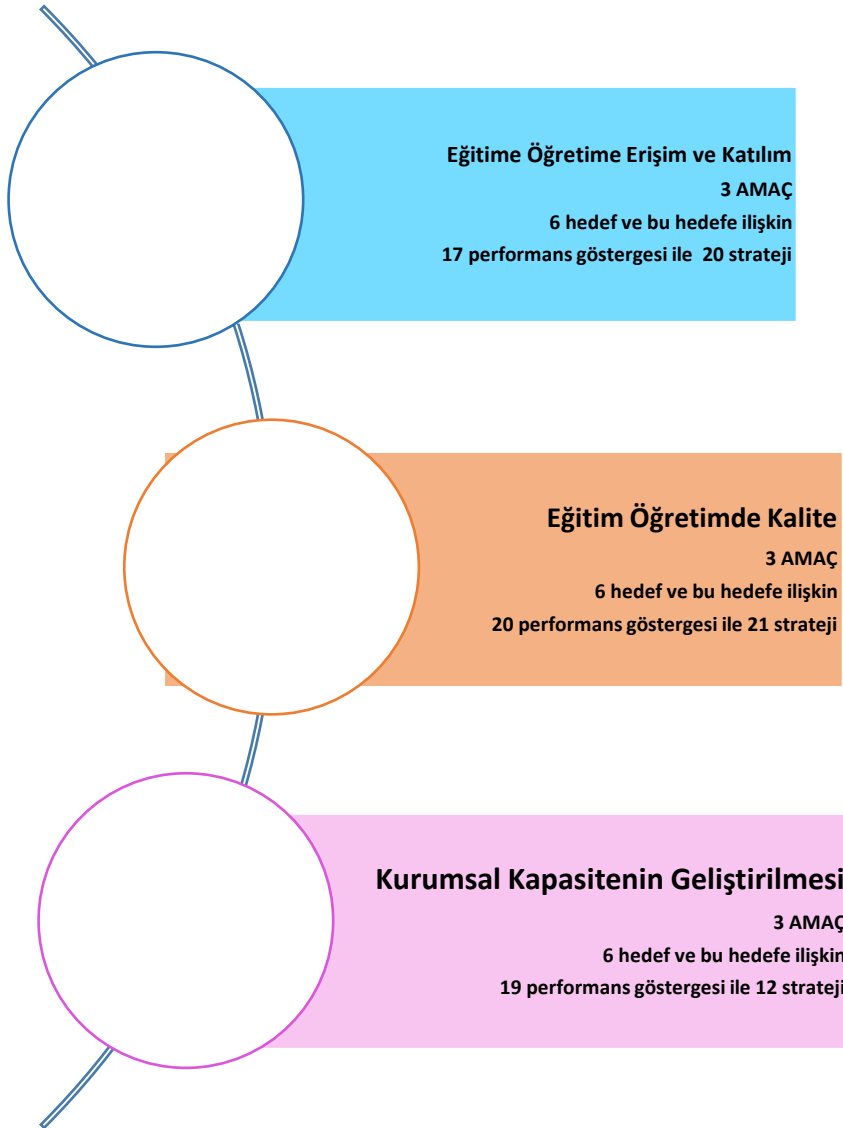 Eğitime Öğretime Erişim ve Katılım
3 AMAÇ
6 hedef ve bu hedefe ilişkin
17 performans göstergesi ile 20 strateji
Eğitim Öğretimde Kalite
3 AMAÇ
6 hedef ve bu hedefe ilişkin
20 performans göstergesi ile 21 strateji
Kurumsal Kapasitenin Geliştirilmesi
3 AMAÇ
6 hedef ve bu hedefe ilişkin
19 performans göstergesi ile 12 strateji